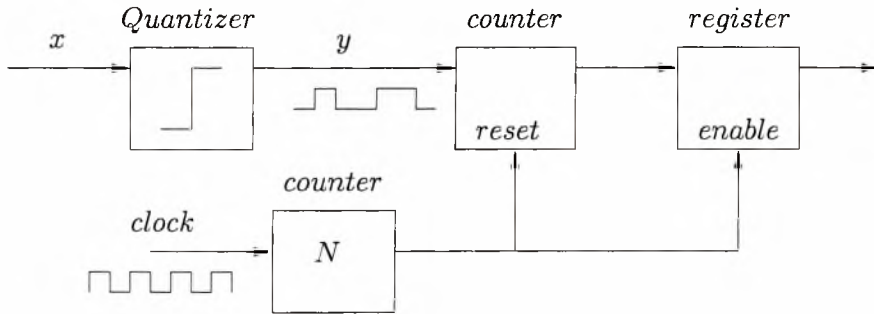 Quantizer
counter
register
x
y
reset
enable
counter
clock
N